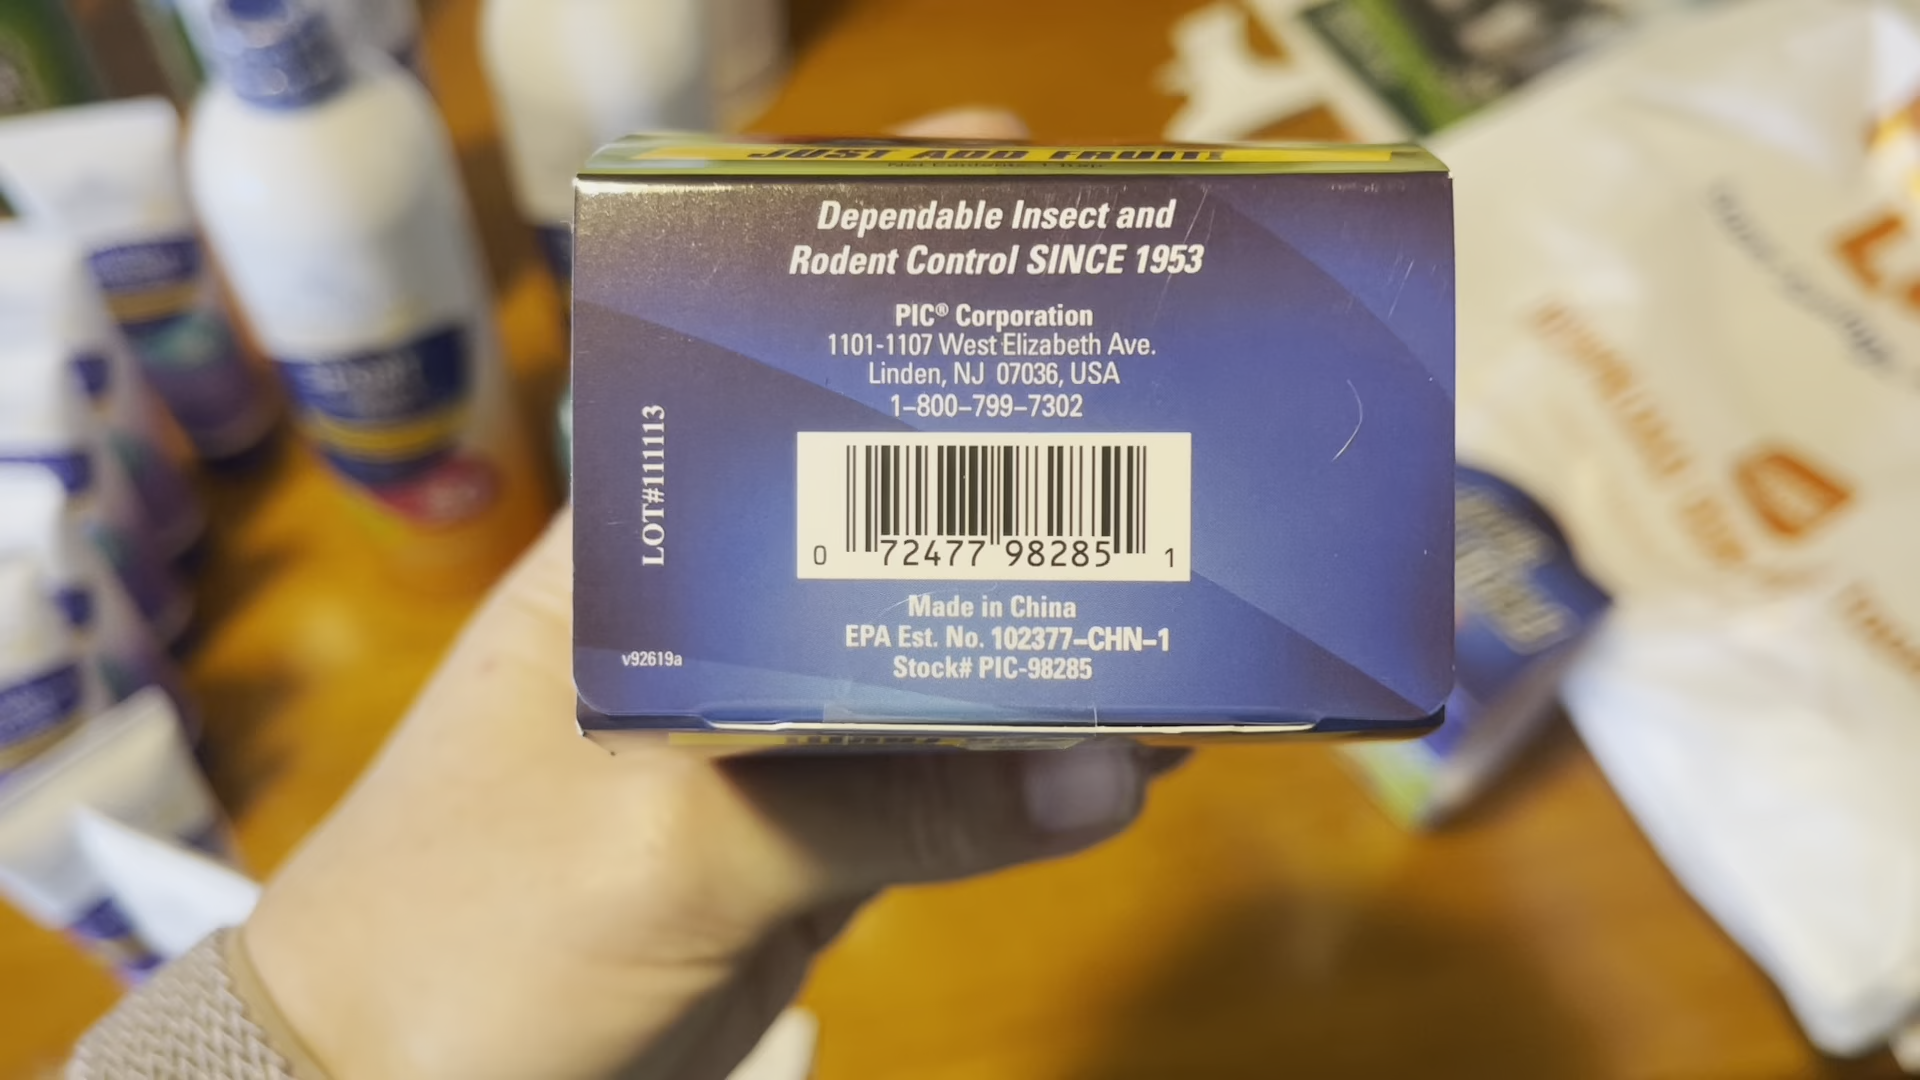 JUST ADD FRUIT!
Dependable Insect and
Rodent Control SINCE 1953
PIC® Corporation
1101-1107 West Elizabeth Ave.
Linden, NJ 07036, USA
1-800-799-7302
LOT#111113
0 72477 98285 1
Made in China
EPA Est. No. 102377-CHN-1
Stock# PIC-98285
v92619a